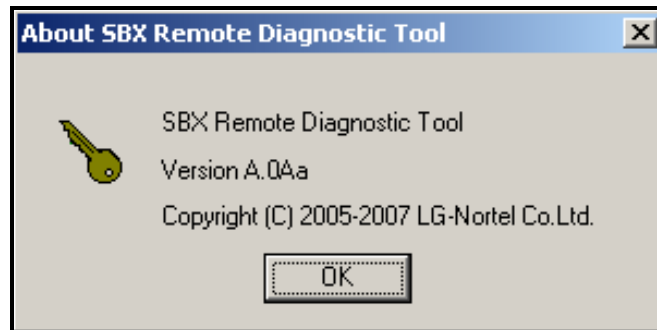 About SBX Remote Diagnostic Tool
SBX Remote Diagnostic Tool
Version A.0Aa
Copyright (C) 2005-2007 LG-Nortel Co.Ltd.
OK